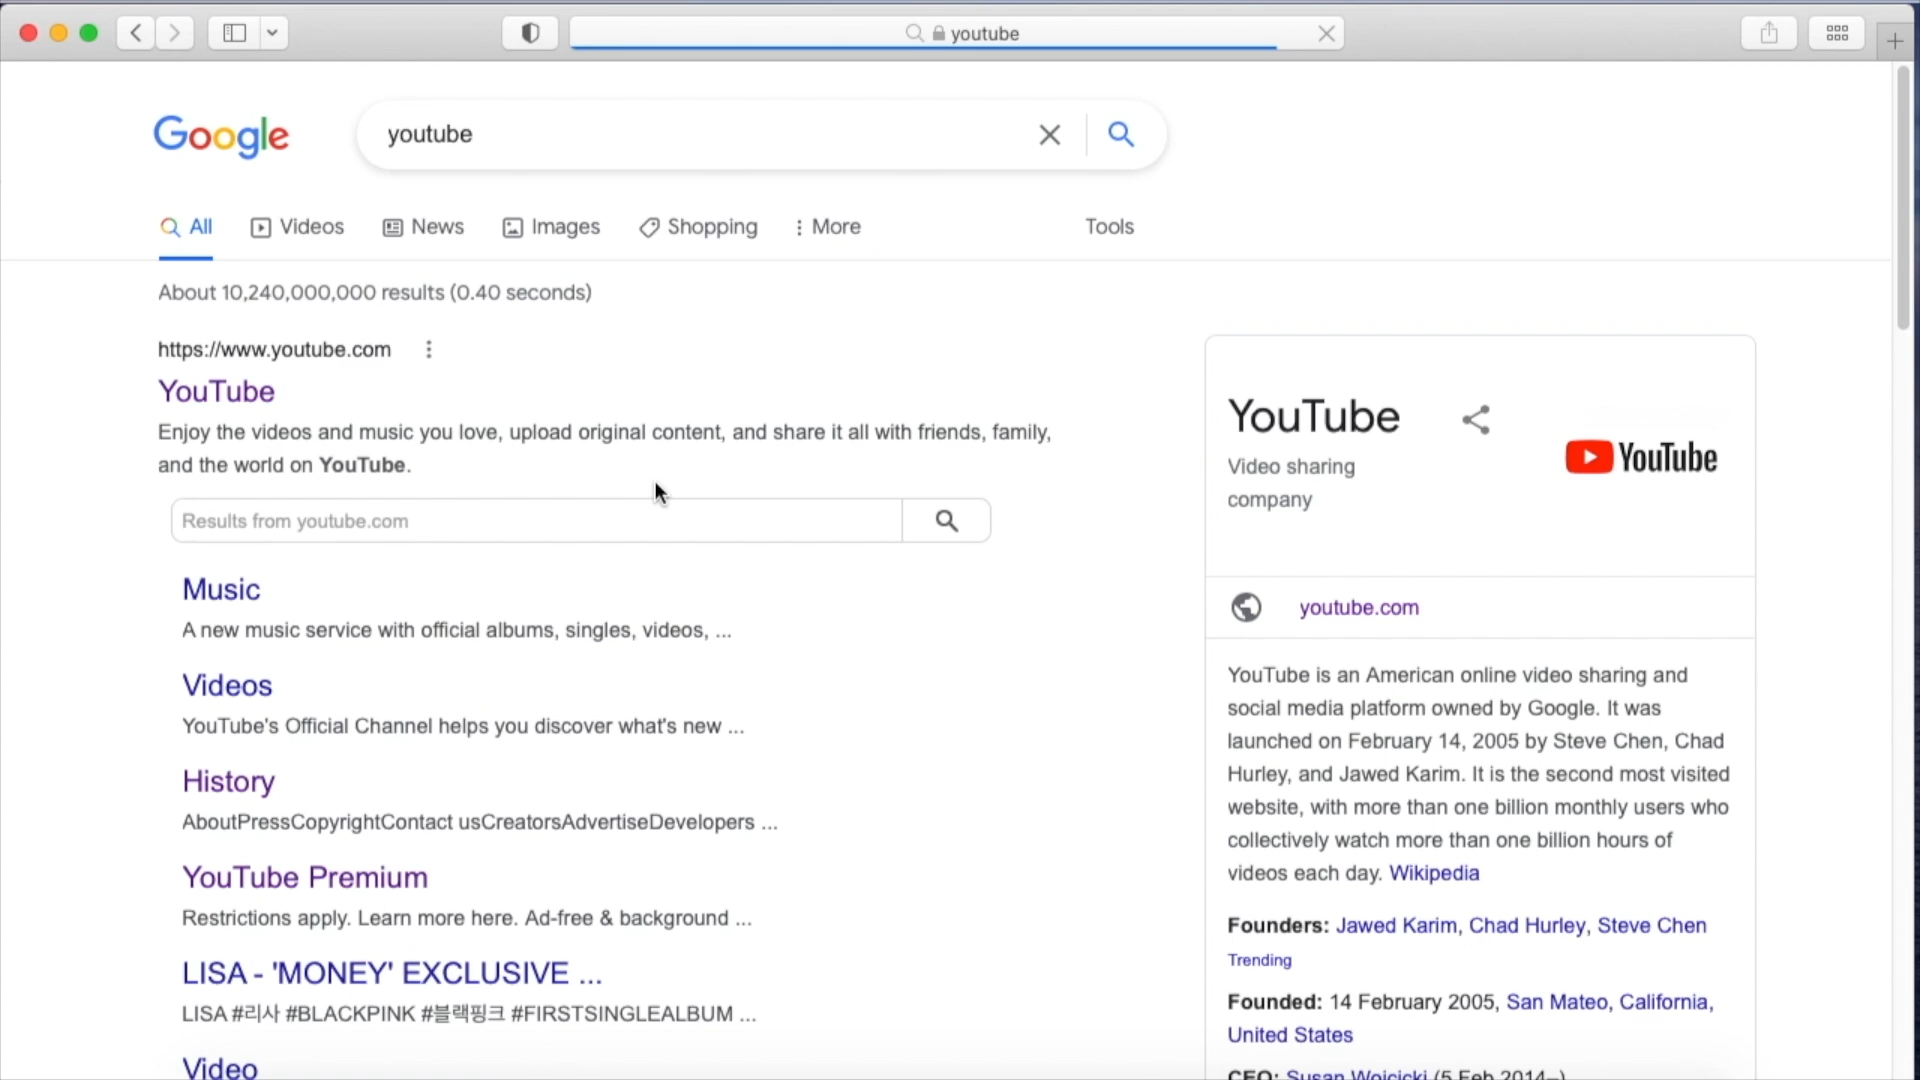 youtube
Google
youtube
All
Videos
News
Images
Shopping
More
Tools
About 10,240,000,000 results (0.40 seconds)
https://www.youtube.com
YouTube
Enjoy the videos and music you love, upload original content, and share it all with friends, family,
and the world on YouTube.
Results from youtube.com
Music
A new music service with official albums, singles, videos, ...
Videos
YouTube's Official Channel helps you discover what's new ...
History
AboutPressCopyrightContact usCreatorsAdvertiseDevelopers ...
YouTube Premium
Restrictions apply. Learn more here. Ad-free & background ...
LISA - 'MONEY' EXCLUSIVE ...
LISA #리사 #BLACKPINK #블랙핑크 #FIRSTSINGLEALBUM ...
Video
YouTube
Video sharing
company
YouTube
youtube.com
YouTube is an American online video sharing and
social media platform owned by Google. It was
launched on February 14, 2005 by Steve Chen, Chad
Hurley, and Jawed Karim. It is the second most visited
website, with more than one billion monthly users who
collectively watch more than one billion hours of
videos each day. Wikipedia
Founders: Jawed Karim, Chad Hurley, Steve Chen
Trending
Founded: 14 February 2005, San Mateo, California,
United States
CEO: Susan Wojcicki (5 Feb 2014–)